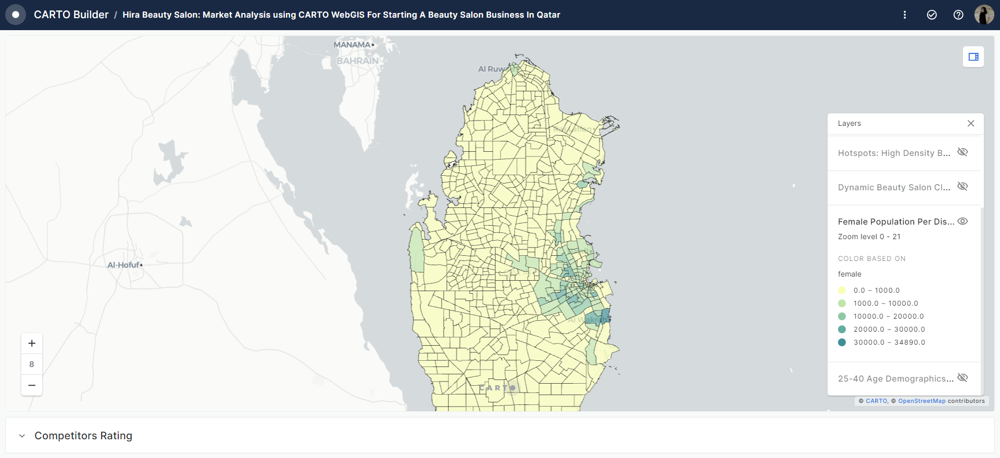 CARTO Builder / Hira Beauty Salon: Market Analysis using CARTO WebGIS For Starting A Beauty Salon Business In Qatar
MANAMA
BAHRAIN
Al Ruw
Ras Laffan
Al-Hofuf
Al Wakrah
CARTO
+
8
−
Layers
Hotspots: High Density B...
Dynamic Beauty Salon Cl...
Female Population Per Dis...
Zoom level 0 - 21
COLOR BASED ON
female
0.0 – 1000.0
1000.0 – 10000.0
10000.0 – 20000.0
20000.0 – 30000.0
30000.0 – 34890.0
25-40 Age Demographics...
© CARTO, © OpenStreetMap contributors
Competitors Rating